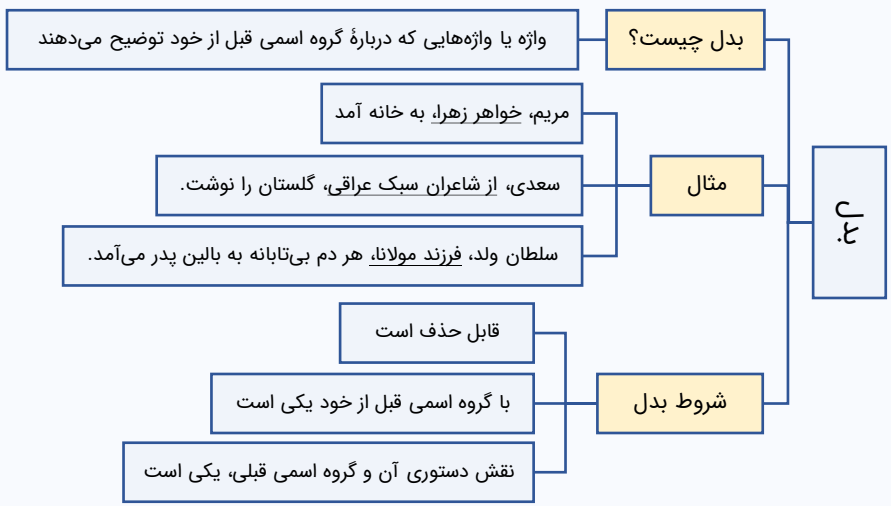 بدل
بدل چیست؟
واژه یا واژه‌هایی که دربارهٔ گروه اسمی قبل از خود توضیح می‌دهند
مثال
مریم، خواهر زهرا، به خانه آمد
سعدی، از شاعران سبک عراقی، گلستان را نوشت.
سلطان ولد، فرزند مولانا، هر دم بی‌تابانه به بالین پدر می‌آمد.
شروط بدل
قابل حذف است
با گروه اسمی قبل از خود یکی است
نقش دستوری آن و گروه اسمی قبلی، یکی است